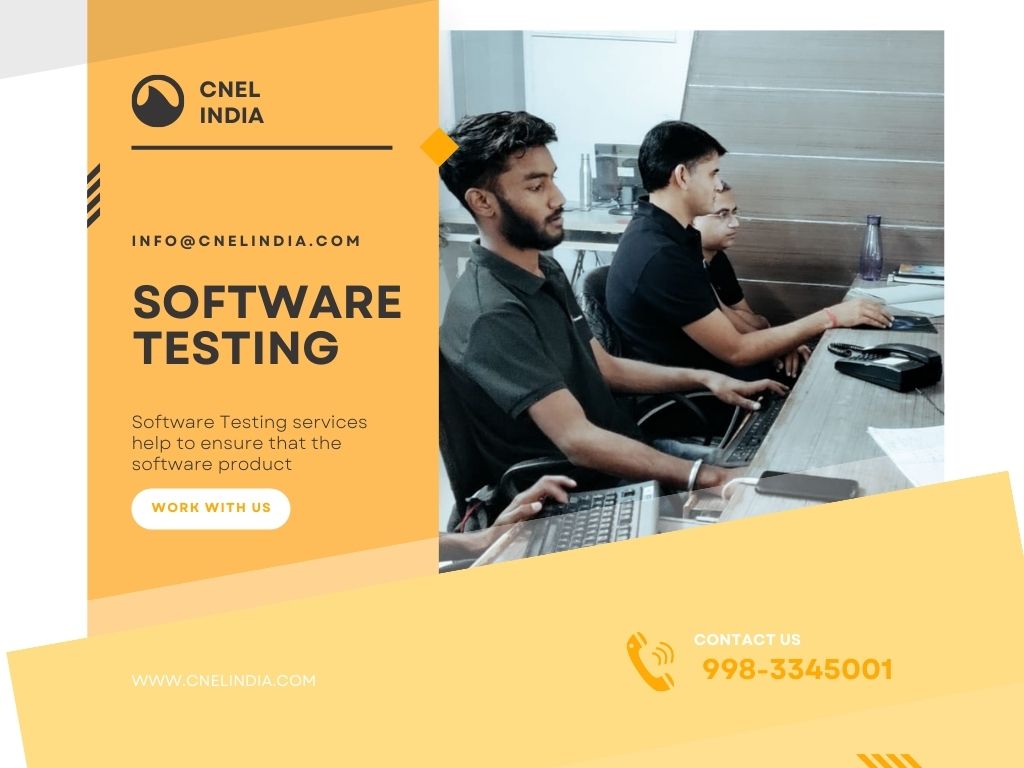 CNEL
INDIA
INFO@CNELINDIA.COM
SOFTWARE
TESTING
Software Testing services
help to ensure that the
software product
WORK WITH US
CONTACT US
998-3345001
WWW.CNELINDIA.COM